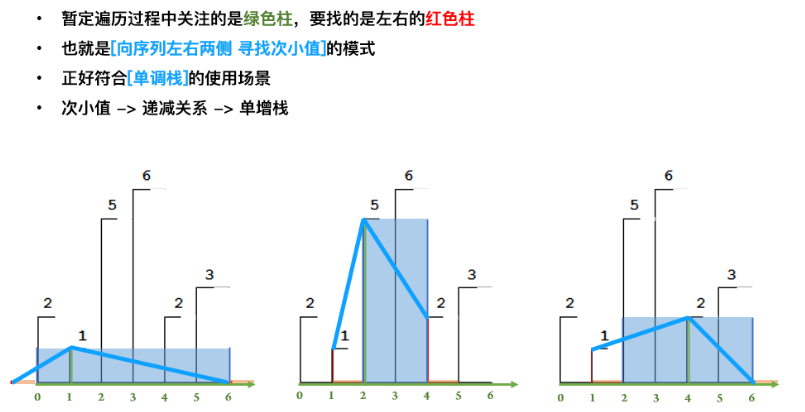 • 暂定遍历过程中关注的是绿色柱，要找的是左右的红色柱
• 也就是[向序列左右两侧 寻找次小值]的模式
• 正好符合[单调栈]的使用场景
• 次小值 -> 递减关系 -> 单增栈
6
5
3
2
2
1
0 1 2 3 4 5 6
6
5
3
2
2
1
0 1 2 3 4 5 6
6
5
3
2
2
1
0 1 2 3 4 5 6